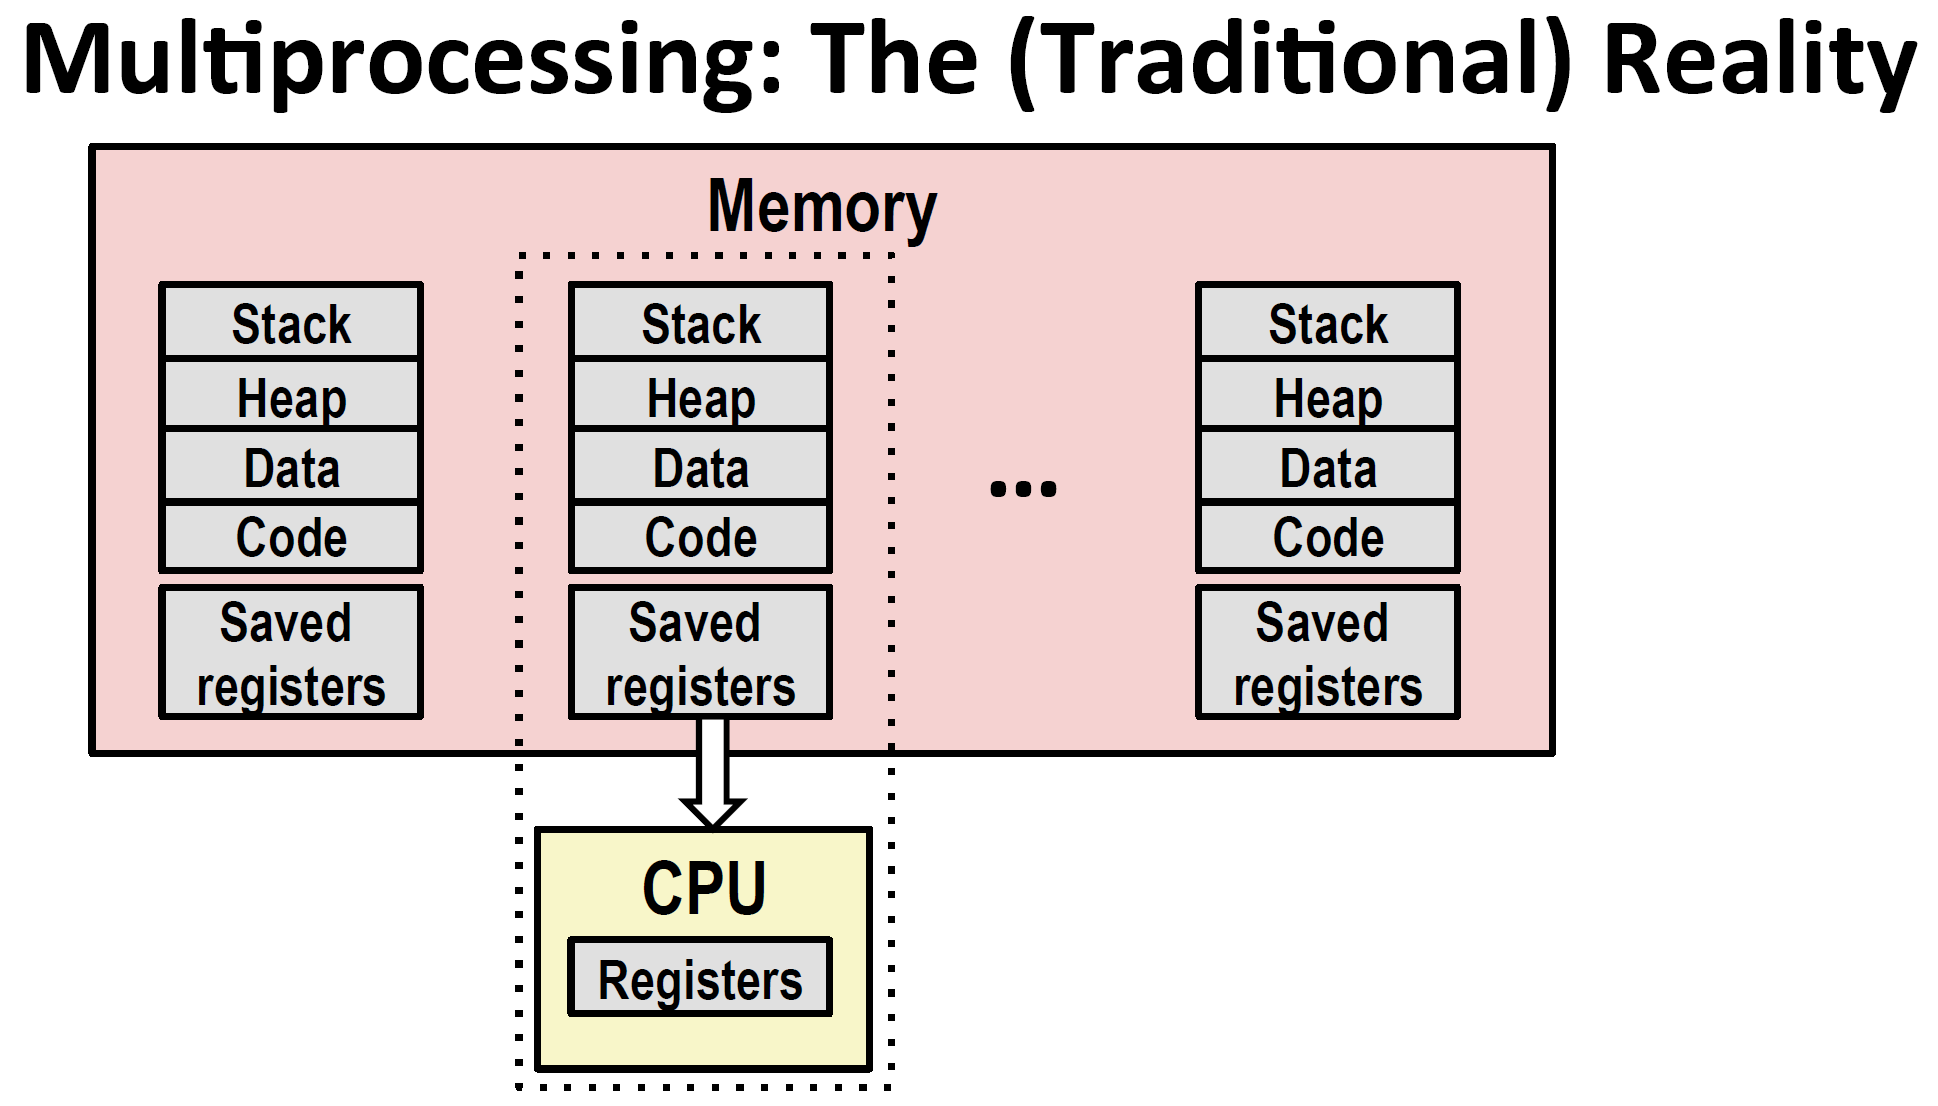 Multiprocessing: The (Traditional) Reality
Memory
Stack
Heap
Data
Code
Saved
registers
Stack
Heap
Data
Code
Saved
registers
...
Stack
Heap
Data
Code
Saved
registers
CPU
Registers